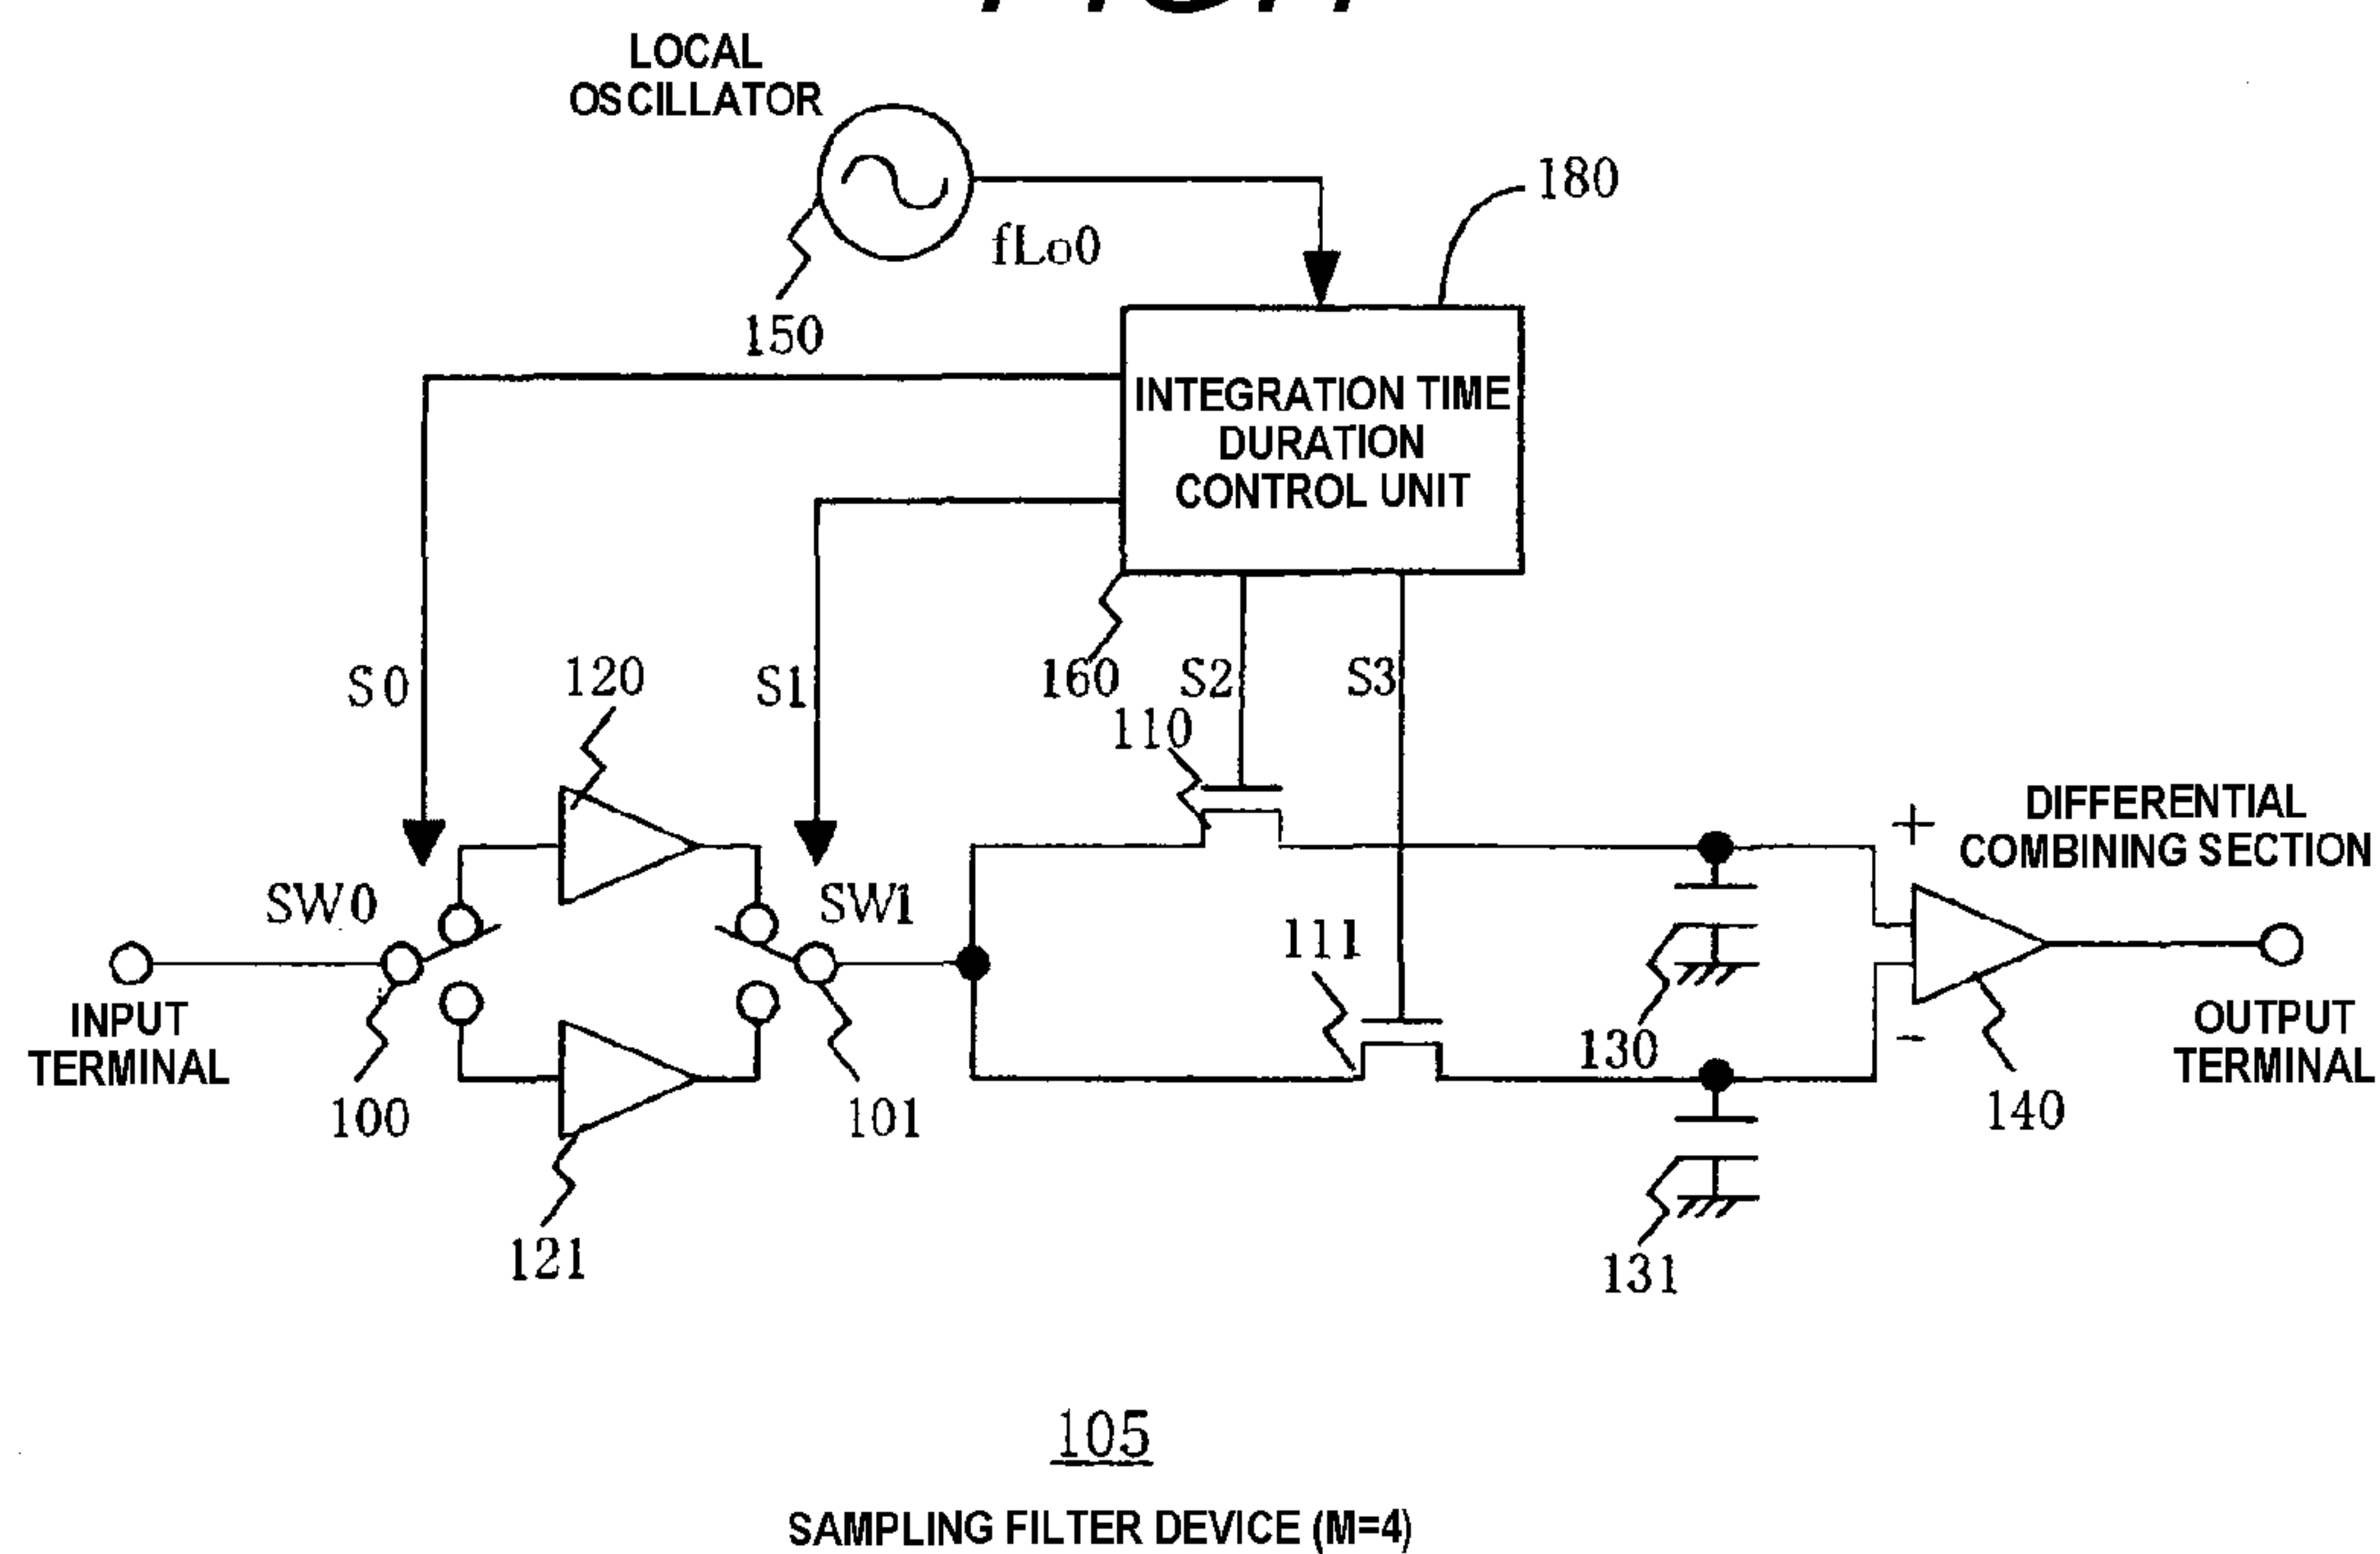 LOCAL
OSCILLATOR
180
fLo0
150
INTEGRATION TIME
DURATION
CONTROL UNIT
S0
120
S1
160
S2
S3
110
DIFFERENTIAL
COMBINING SECTION
+
SW0
SW1
111
INPUT
TERMINAL
130
-
OUTPUT
TERMINAL
100
101
140
121
131
105
SAMPLING FILTER DEVICE (M=4)